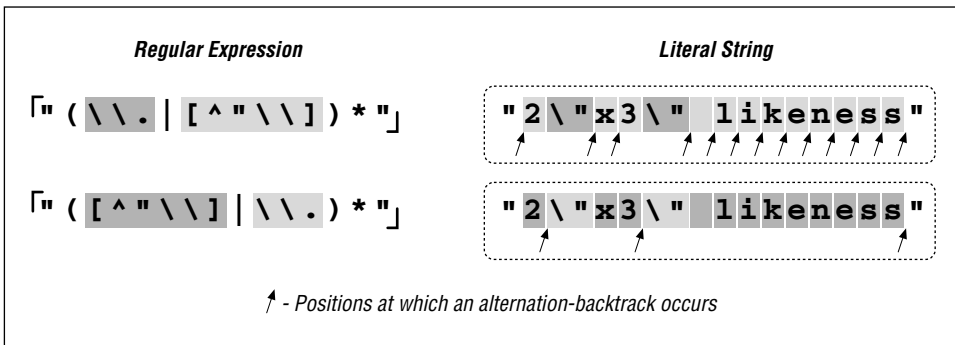 Regular Expression Literal String
⌈"(\\.|[^"\\])*"⌋ "2\"x3\" likeness"
⌈"([^"\\]|\\.)*"⌋ "2\"x3\" likeness"
- Positions at which an alternation-backtrack occurs